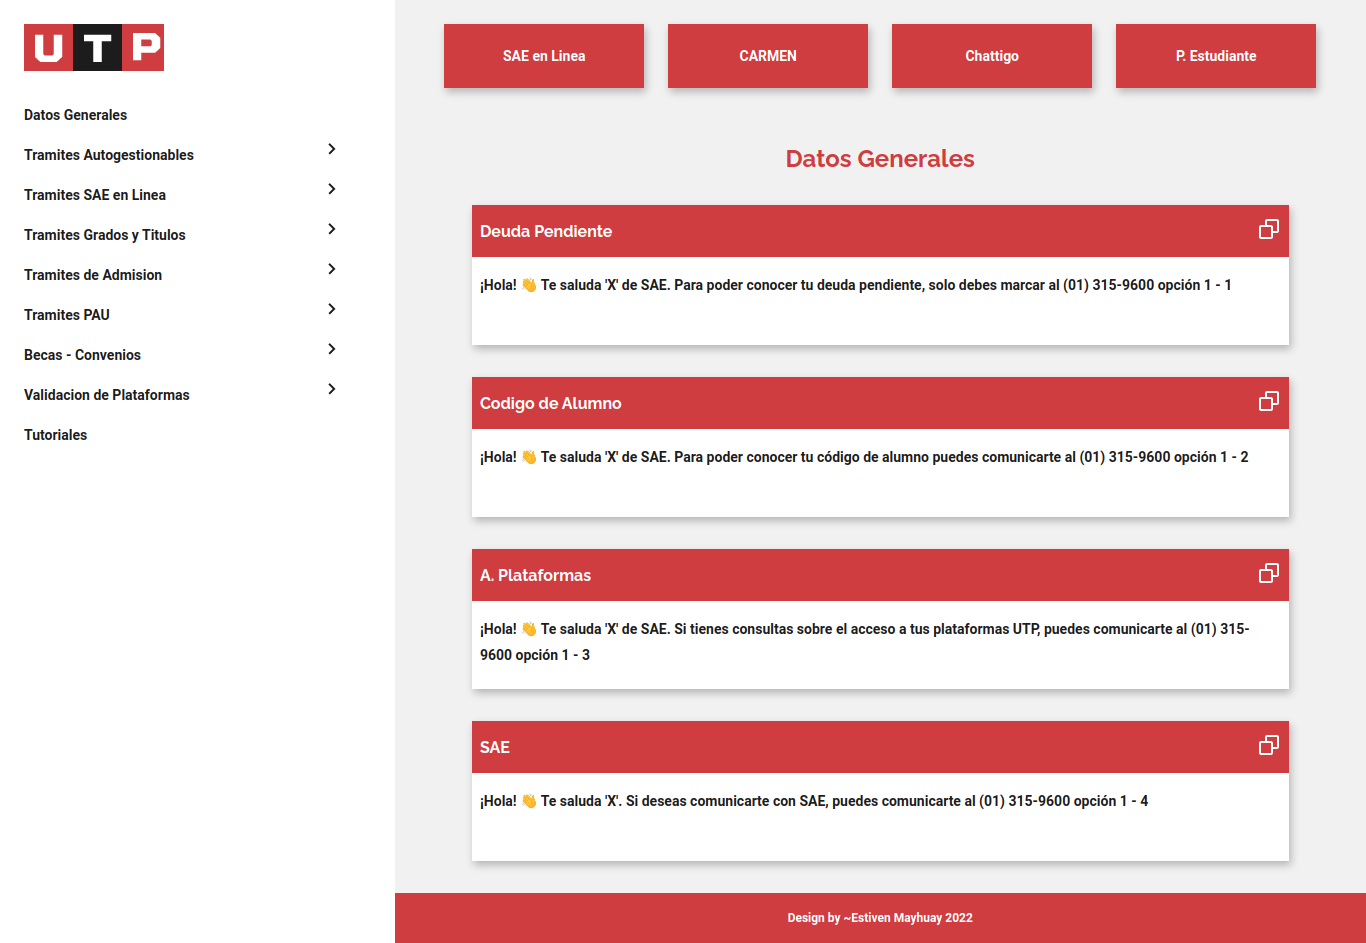 UTP
Datos Generales
Tramites Autogestionables
Tramites SAE en Linea
Tramites Grados y Titulos
Tramites de Admision
Tramites PAU
Becas - Convenios
Validacion de Plataformas
Tutoriales
SAE en Linea
CARMEN
Chattigo
P. Estudiante
Datos Generales
Deuda Pendiente
¡Hola! 👋 Te saluda 'X' de SAE. Para poder conocer tu deuda pendiente, solo debes marcar al (01) 315-9600 opción 1 - 1
Codigo de Alumno
¡Hola! 👋 Te saluda 'X' de SAE. Para poder conocer tu código de alumno puedes comunicarte al (01) 315-9600 opción 1 - 2
A. Plataformas
¡Hola! 👋 Te saluda 'X' de SAE. Si tienes consultas sobre el acceso a tus plataformas UTP, puedes comunicarte al (01) 315-
9600 opción 1 - 3
SAE
¡Hola! 👋 Te saluda 'X'. Si deseas comunicarte con SAE, puedes comunicarte al (01) 315-9600 opción 1 - 4
Design by ~Estiven Mayhuay 2022